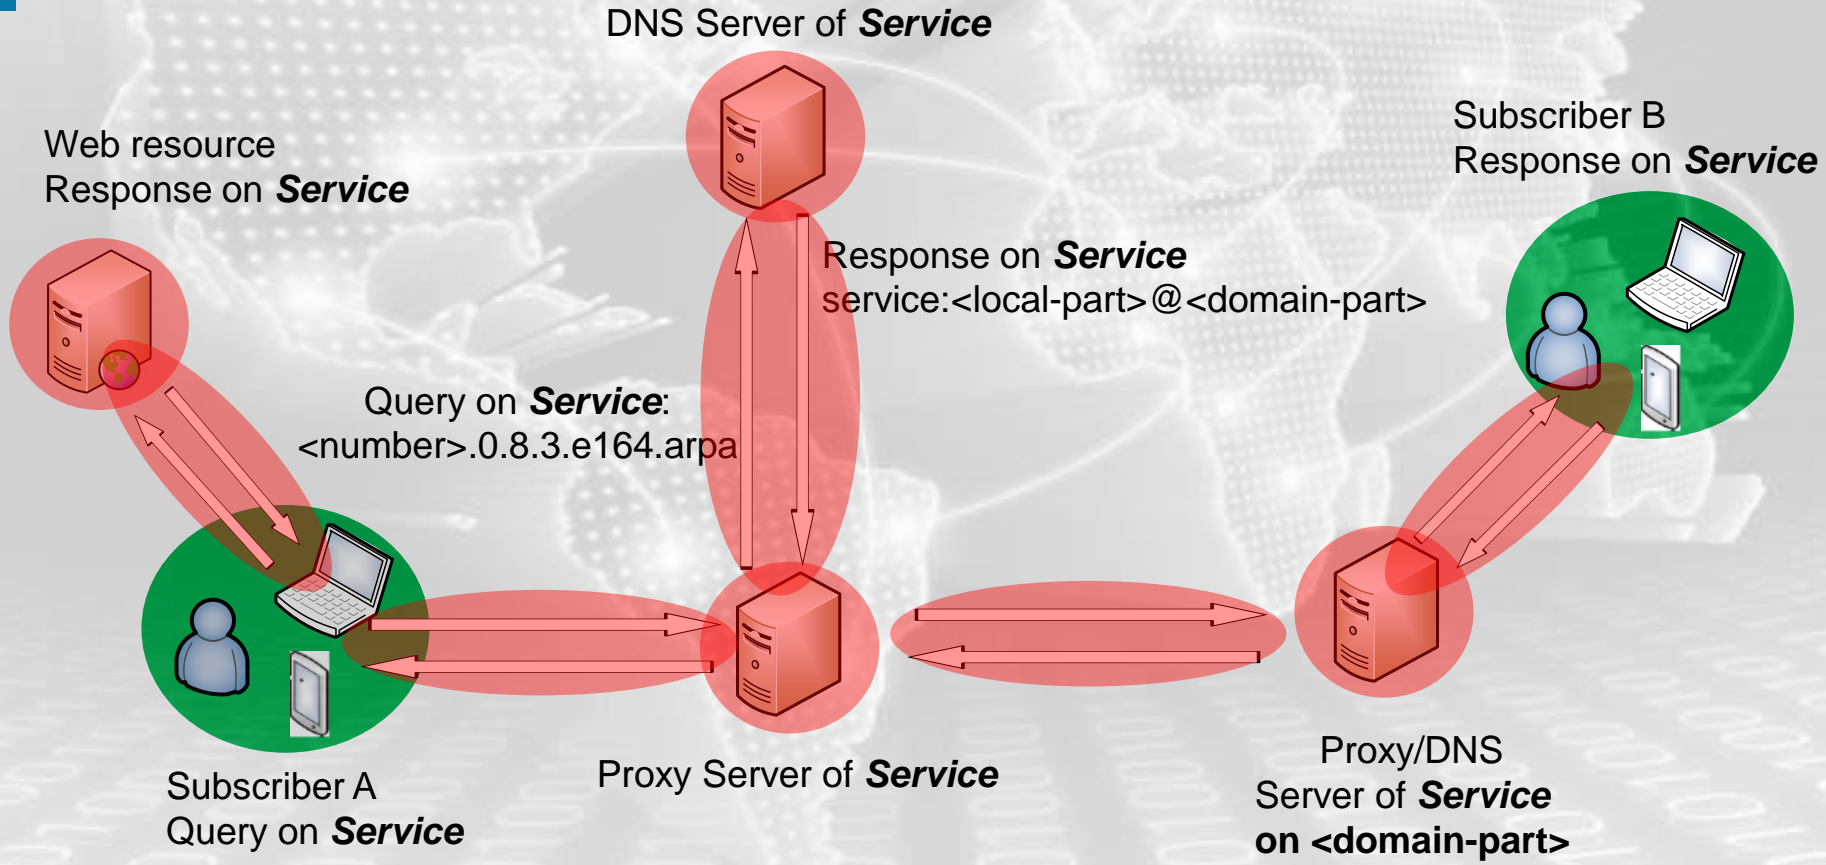 DNS Server of Service
Web resource
Response on Service
Subscriber B
Response on Service
Response on Service
service:<local-part>@<domain-part>
Query on Service:
<number>.0.8.3.e164.arpa
Proxy Server of Service
Subscriber A
Query on Service
Proxy/DNS
Server of Service
on <domain-part>